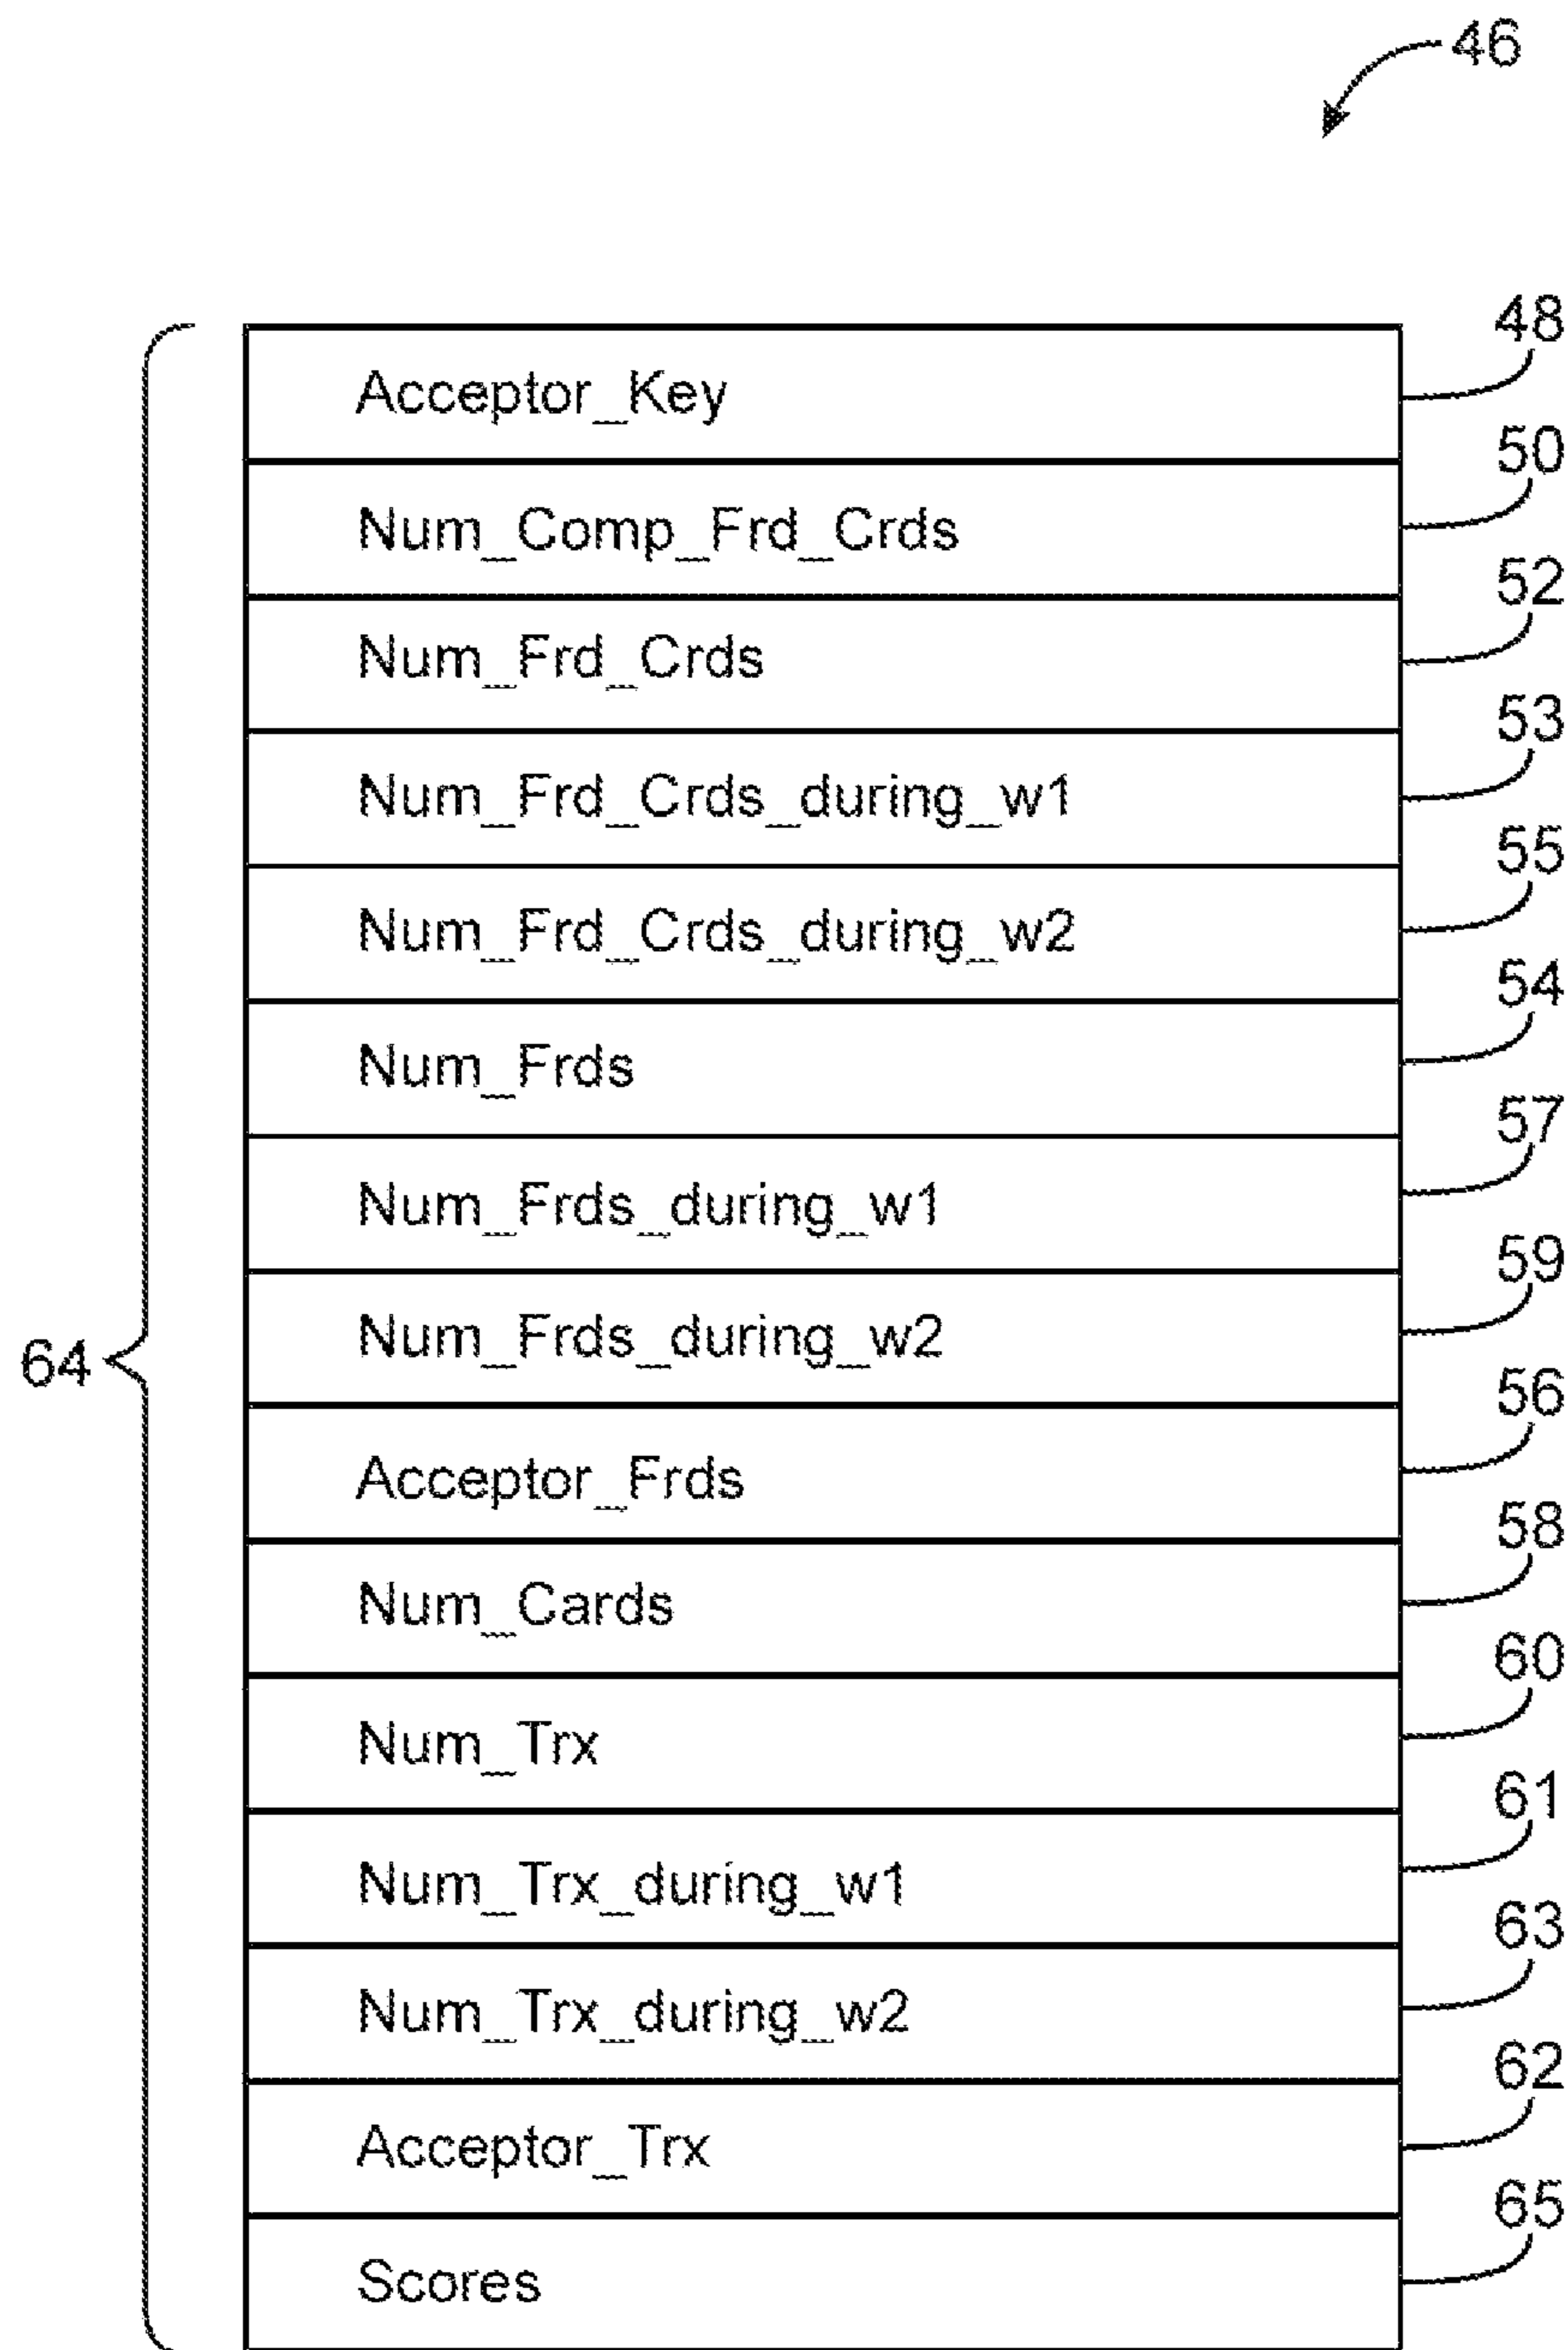 46
Acceptor_Key 48
Num_Comp_Frd_Crds 50
Num_Frd_Crds 52
Num_Frd_Crds_during_w1 53
Num_Frd_Crds_during_w2 55
Num_Frds 54
Num_Frds_during_w1 57
Num_Frds_during_w2 59
64
Acceptor_Frds 56
Num_Cards 58
Num_Trx 60
Num_Trx_during_w1 61
Num_Trx_during_w2 63
Acceptor_Trx 62
Scores 65